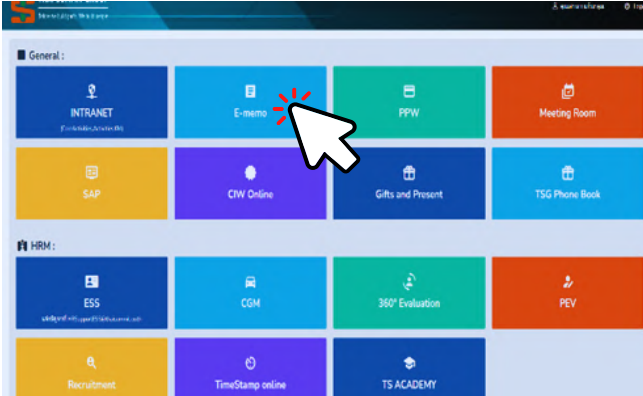 General :
INTRANET
E-memo
PPW
Meeting Room
SAP
CIW Online
Gifts and Present
TSG Phone Book
HRM :
ESS
CGM
360° Evaluation
PEV
Recruitment
TimeStamp online
TS ACADEMY